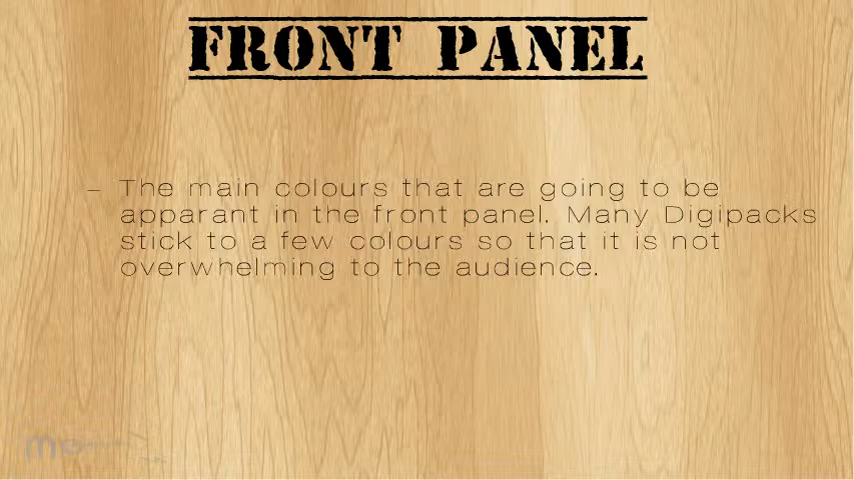 FRONT PANEL
– The main colours that are going to be
apparant in the front panel. Many Digipacks
stick to a few colours so that it is not
overwhelming to the audience.